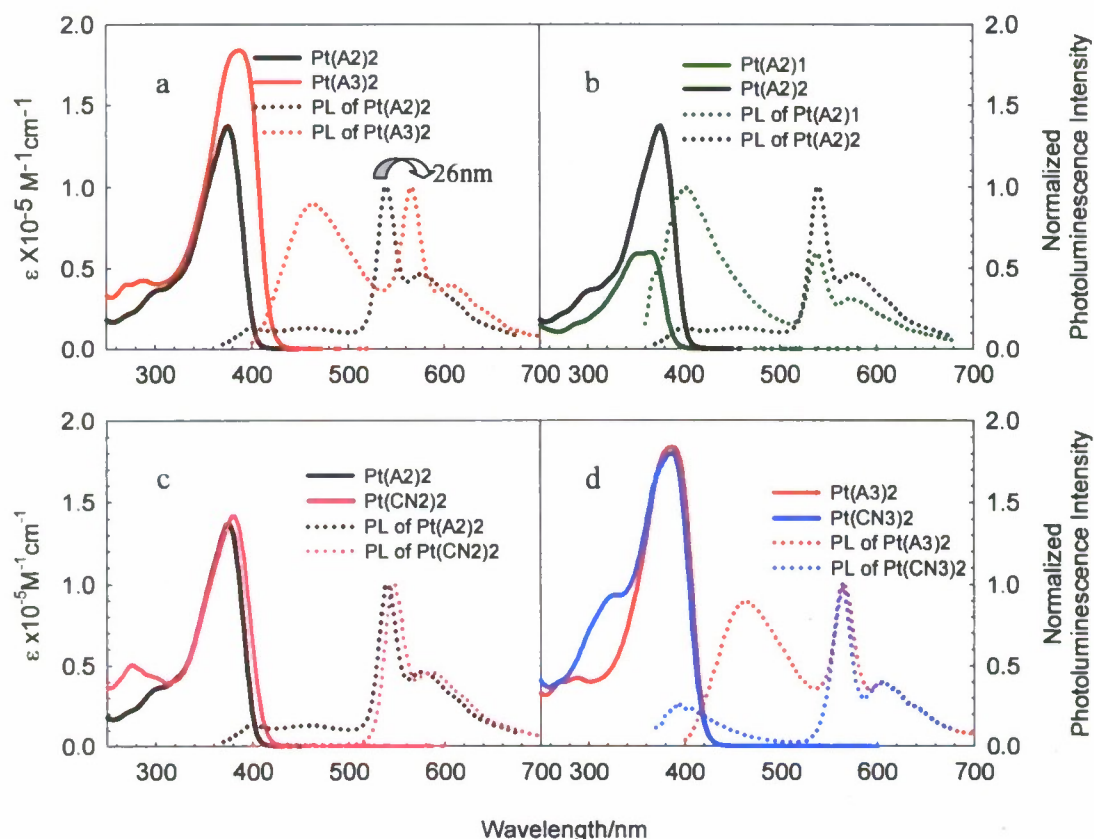 a
Pt(A2)2
Pt(A3)2
PL of Pt(A2)2
PL of Pt(A3)2
26nm
b
Pt(A2)1
Pt(A2)2
PL of Pt(A2)1
PL of Pt(A2)2
2.0
1.5
1.0
0.5
0.0
2.0
1.5
1.0
0.5
0.0
ε X10-5 M-1cm-1
Normalized
Photoluminescence Intensity
300 400 500 600 700 300 400 500 600 700
c
Pt(A2)2
Pt(CN2)2
PL of Pt(A2)2
PL of Pt(CN2)2
d
Pt(A3)2
Pt(CN3)2
PL of Pt(A3)2
PL of Pt(CN3)2
2.0
1.5
1.0
0.5
0.0
2.0
1.5
1.0
0.5
0.0
ε x10-5M-1cm-1
Normalized
Photoluminescence Intensity
300 400 500 600 700 300 400 500 600 700
Wavelength/nm